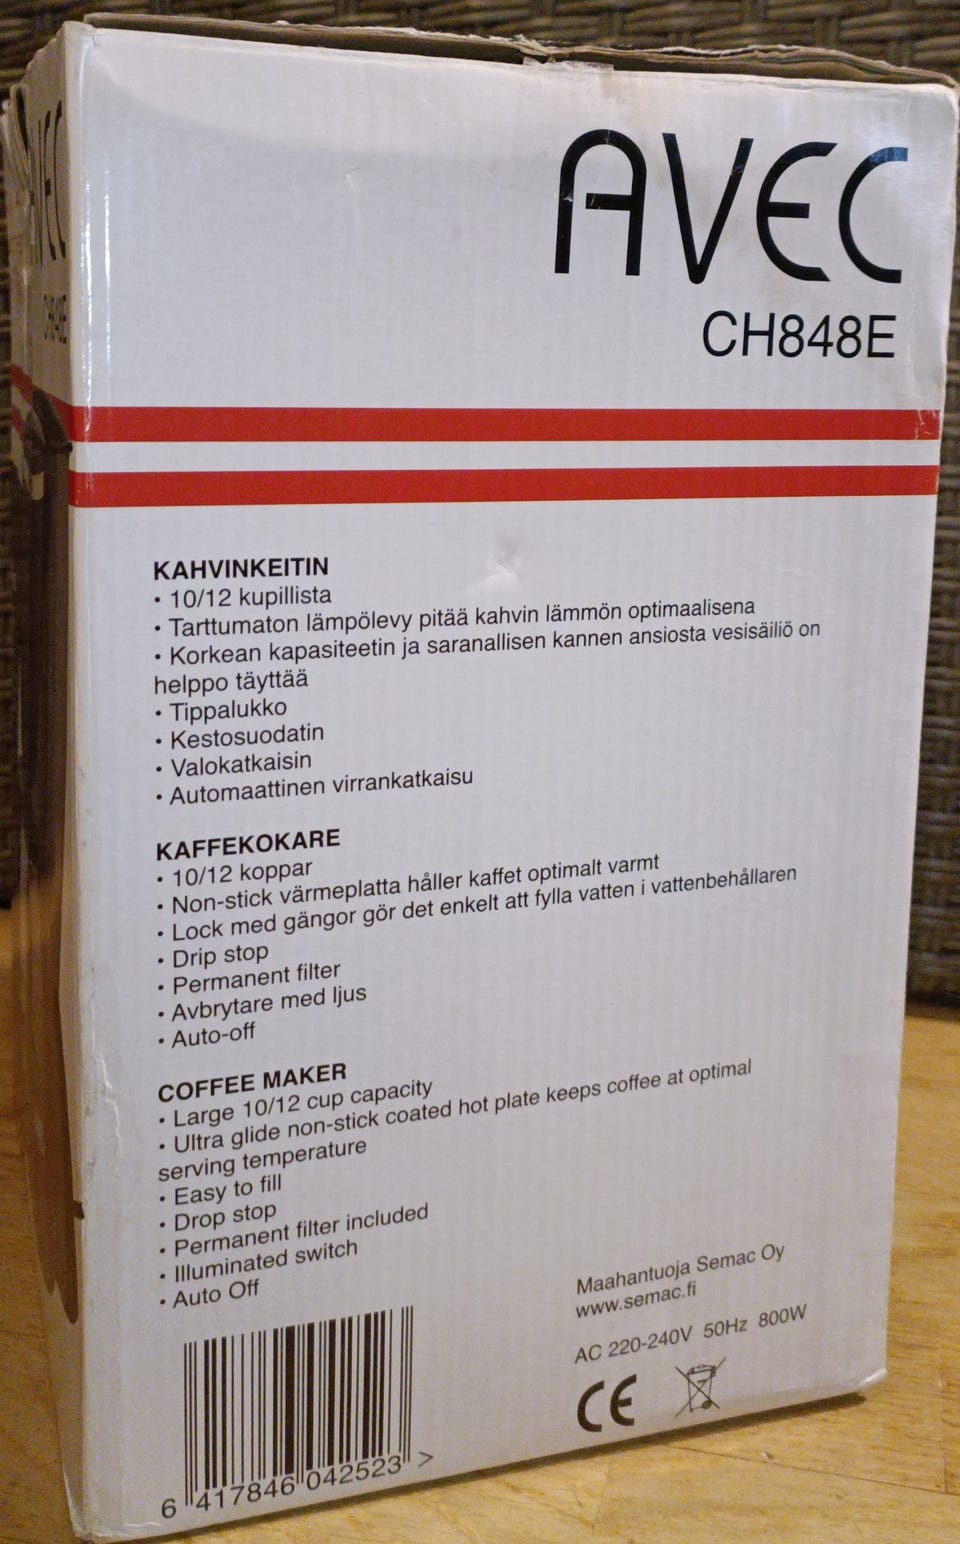 AVEC
CH848E
KAHVINKEITIN
• 10/12 kupillista
• Tarttumaton lämpölevy pitää kahvin lämmön optimaalisena
• Korkean kapasiteetin ja saranallisen kannen ansiosta vesisäiliö on
helppo täyttää
• Tippalukko
• Kestosuodatin
• Valokatkaisin
• Automaattinen virrankatkaisu
KAFFEKOKARE
• 10/12 koppar
• Non-stick värmeplatta håller kaffet optimalt varmt
• Lock med gängor gör det enkelt att fylla vatten i vattenbehållaren
• Drip stop
• Permanent filter
• Avbrytare med ljus
• Auto-off
COFFEE MAKER
• Large 10/12 cup capacity
• Ultra glide non-stick coated hot plate keeps coffee at optimal
serving temperature
• Easy to fill
• Drop stop
• Permanent filter included
• Illuminated switch
• Auto Off
Maahantuoja Semac Oy
www.semac.fi
AC 220-240V 50Hz 800W
CE
6 417846 042523 >
AVEC
CH848E